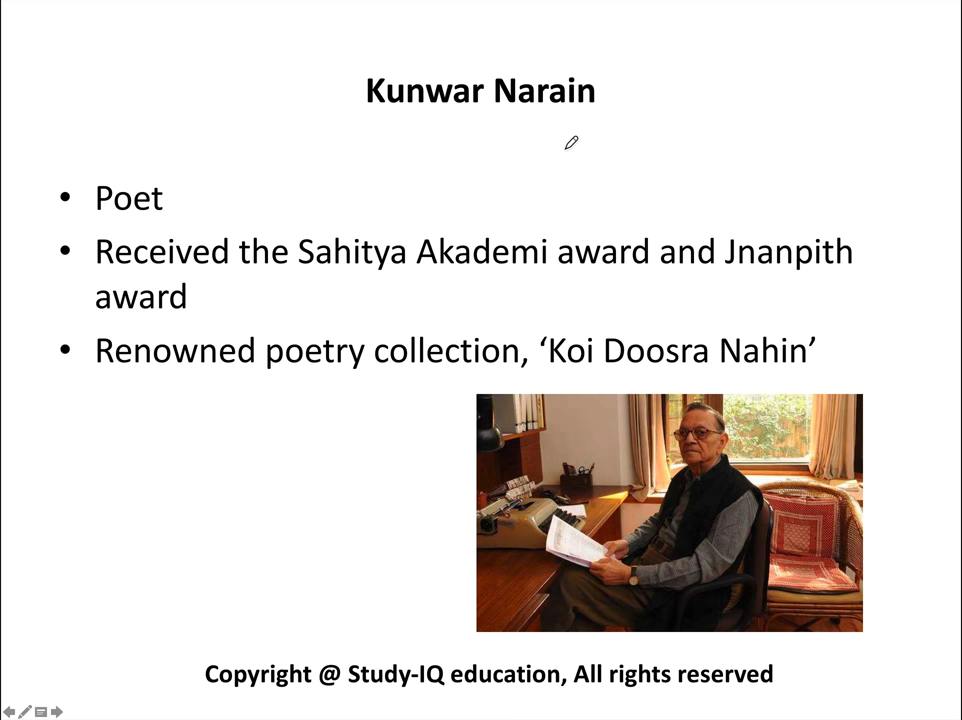 Kunwar Narain
• Poet
• Received the Sahitya Akademi award and Jnanpith
award
• Renowned poetry collection, ‘Koi Doosra Nahin’
Copyright @ Study-IQ education, All rights reserved